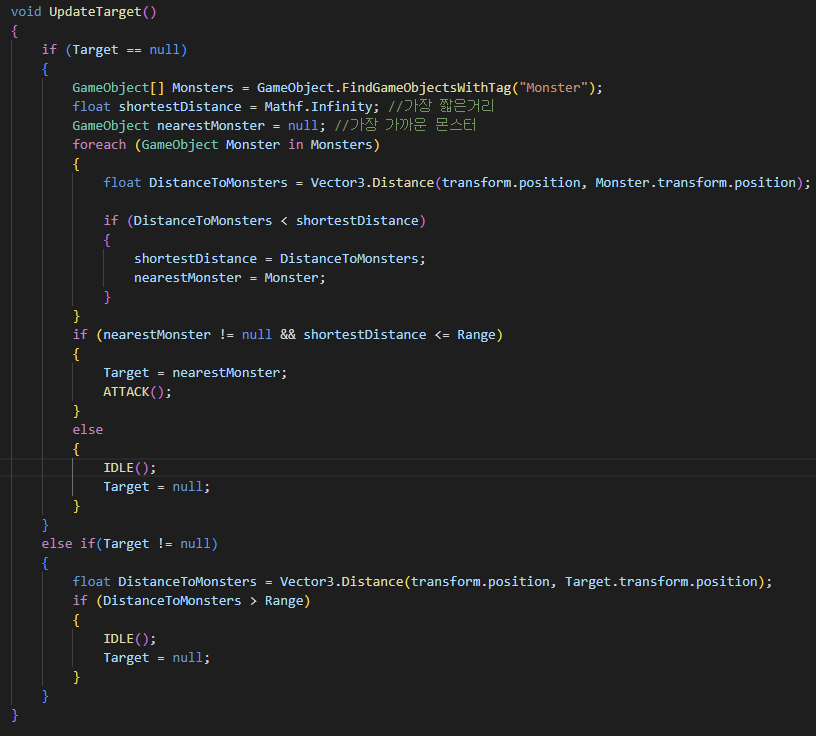 void UpdateTarget()
{
    if (Target == null)
    {
        GameObject[] Monsters = GameObject.FindGameObjectsWithTag("Monster");
        float shortestDistance = Mathf.Infinity; //가장 짧은거리
        GameObject nearestMonster = null; //가장 가까운 몬스터
        foreach (GameObject Monster in Monsters)
        {
            float DistanceToMonsters = Vector3.Distance(transform.position, Monster.transform.position);

            if (DistanceToMonsters < shortestDistance)
            {
                shortestDistance = DistanceToMonsters;
                nearestMonster = Monster;
            }
        }
        if (nearestMonster != null && shortestDistance <= Range)
        {
            Target = nearestMonster;
            ATTACK();
        }
        else
        {
            IDLE();
            Target = null;
        }
    }
    else if(Target != null)
    {
        float DistanceToMonsters = Vector3.Distance(transform.position, Target.transform.position);
        if (DistanceToMonsters > Range)
        {
            IDLE();
            Target = null;
        }
    }
}